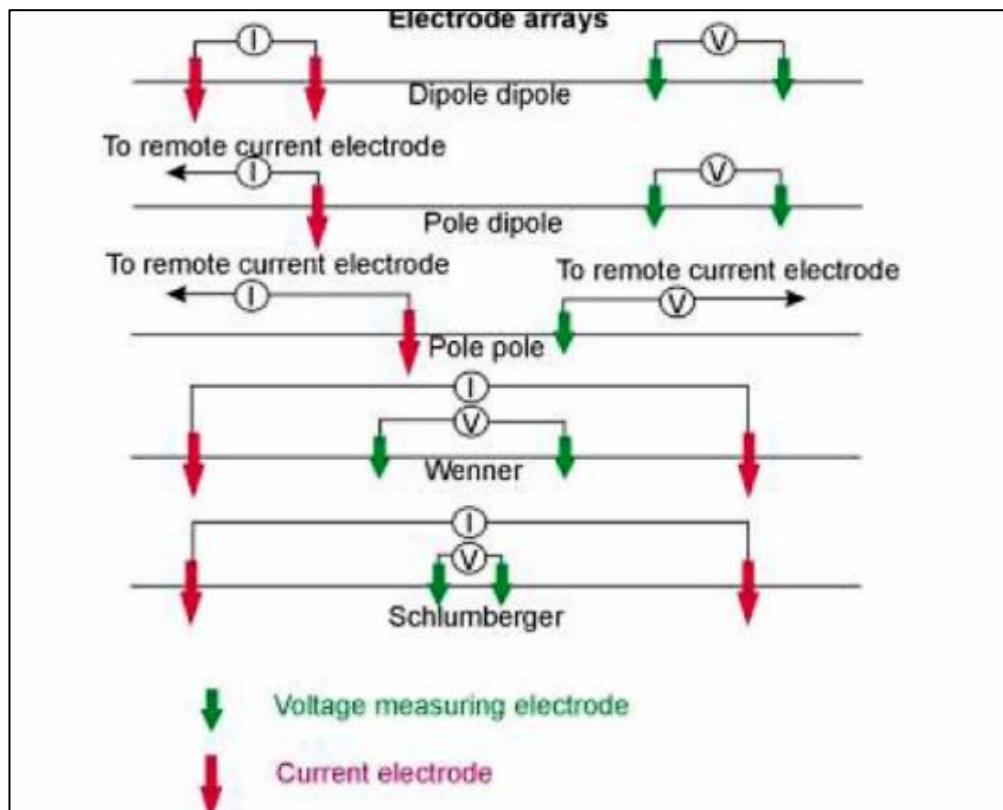 Electrode arrays
I
V
Dipole dipole
To remote current electrode
I
V
Pole dipole
To remote current electrode
To remote current electrode
I
V
Pole pole
I
V
Wenner
I
V
Schlumberger
Voltage measuring electrode
Current electrode